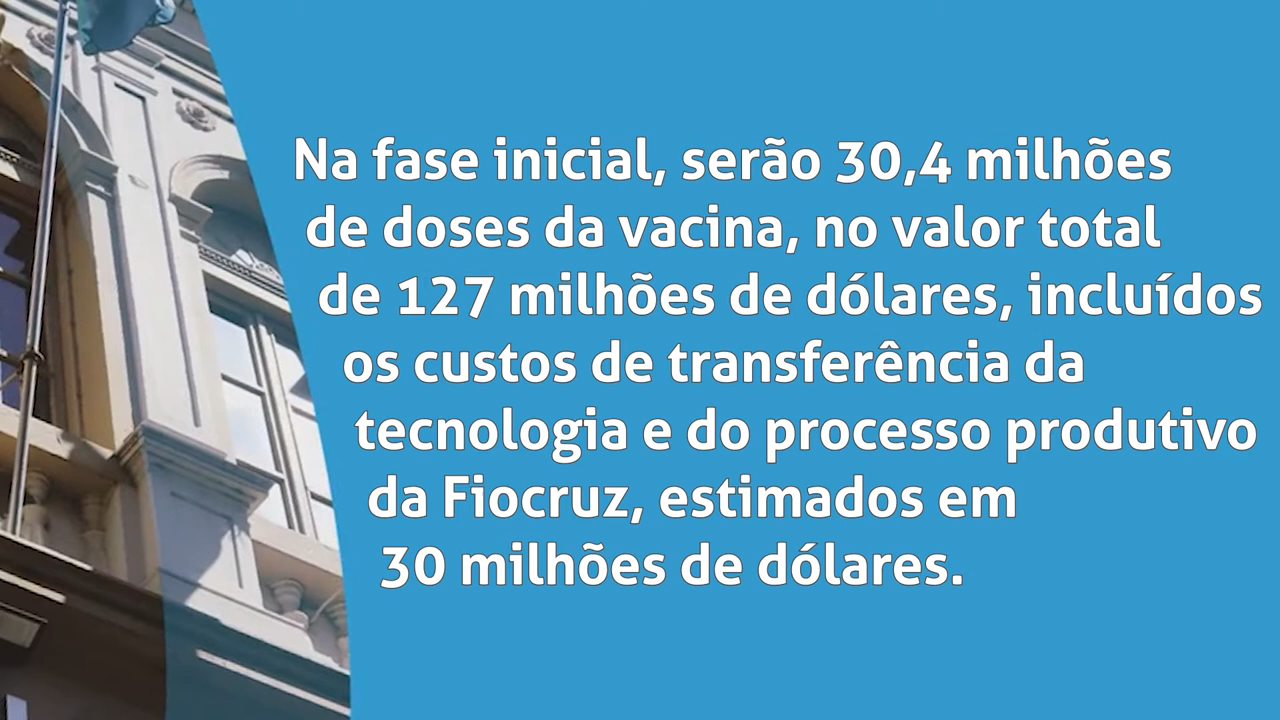 Na fase inicial, serão 30,4 milhões
de doses da vacina, no valor total
de 127 milhões de dólares, incluídos
os custos de transferência da
tecnologia e do processo produtivo
da Fiocruz, estimados em
30 milhões de dólares.